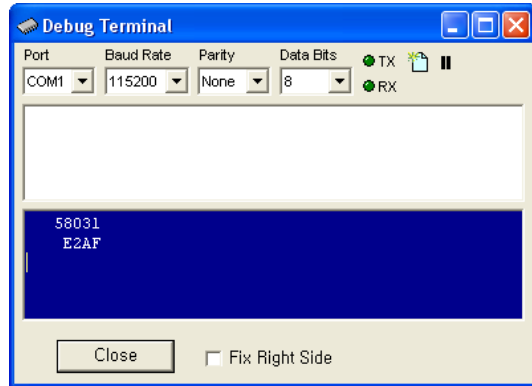 Debug Terminal
Port Baud Rate Parity Data Bits
COM1 115200 None 8 TX
RX
58031
E2AF
Close Fix Right Side